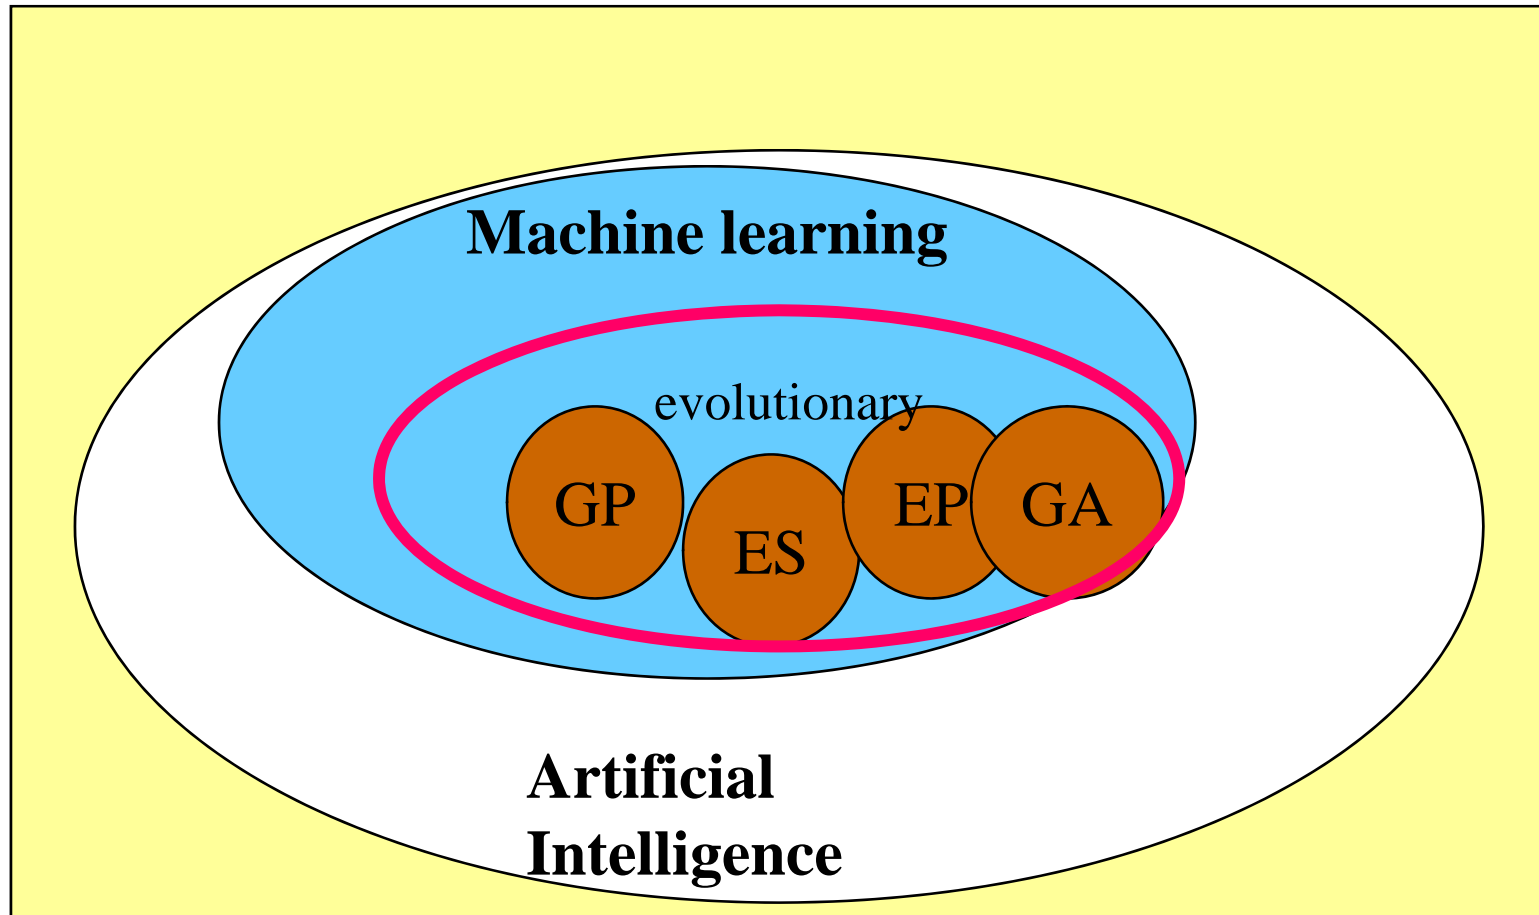 Machine learning
evolutionary
GP
ES
EP
GA
Artificial
Intelligence